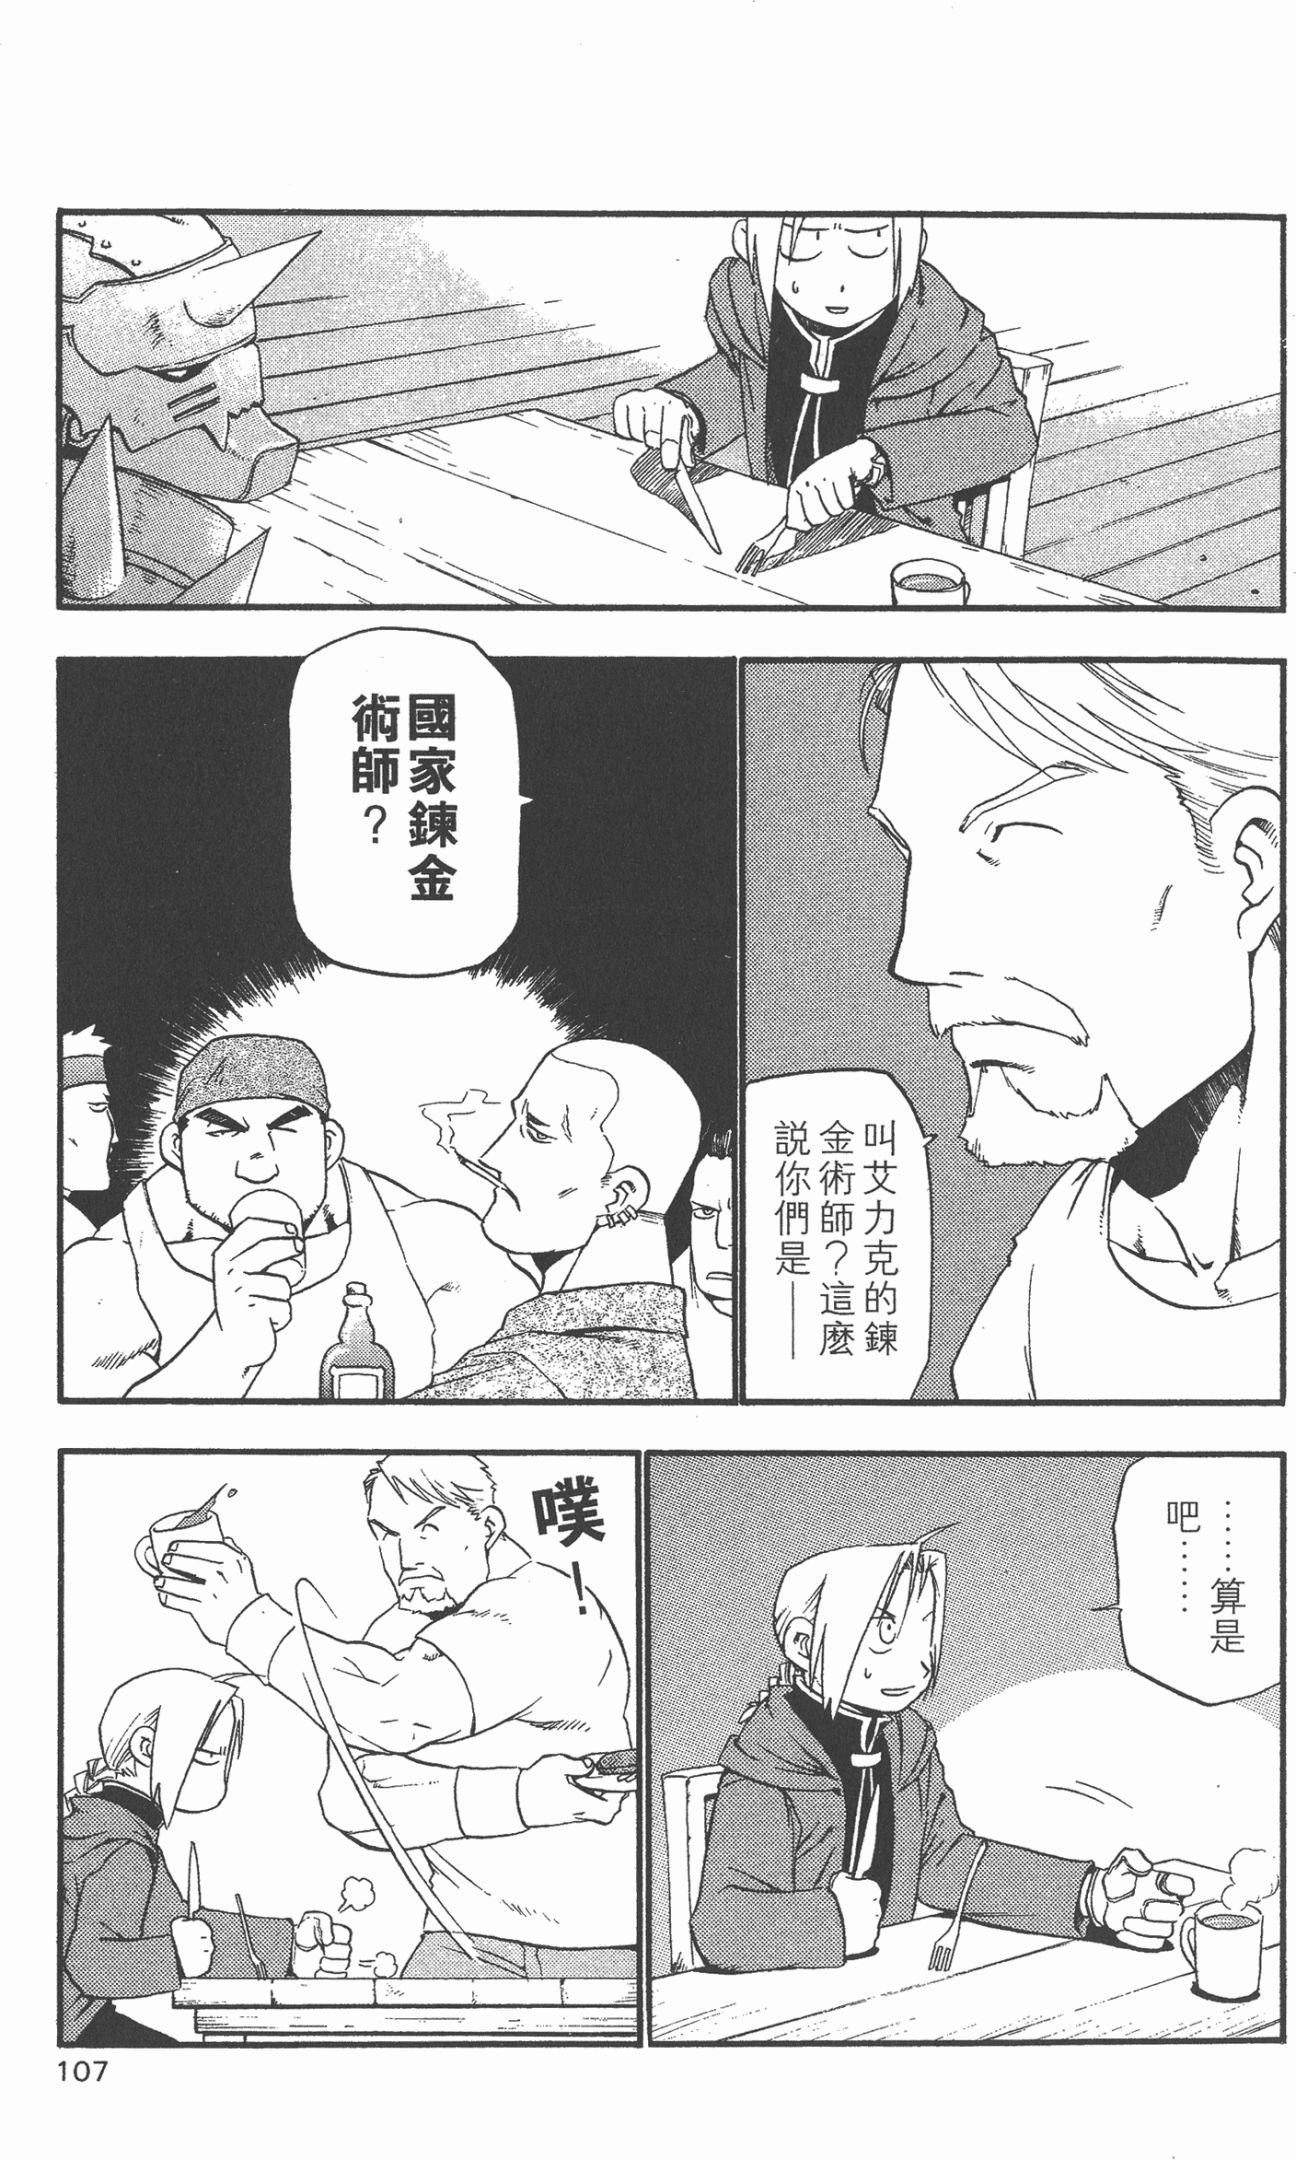 叫艾力克的鍊
金術師？這麼
說你們是——
國家鍊金
術師？
……算是
吧……
噗！
107